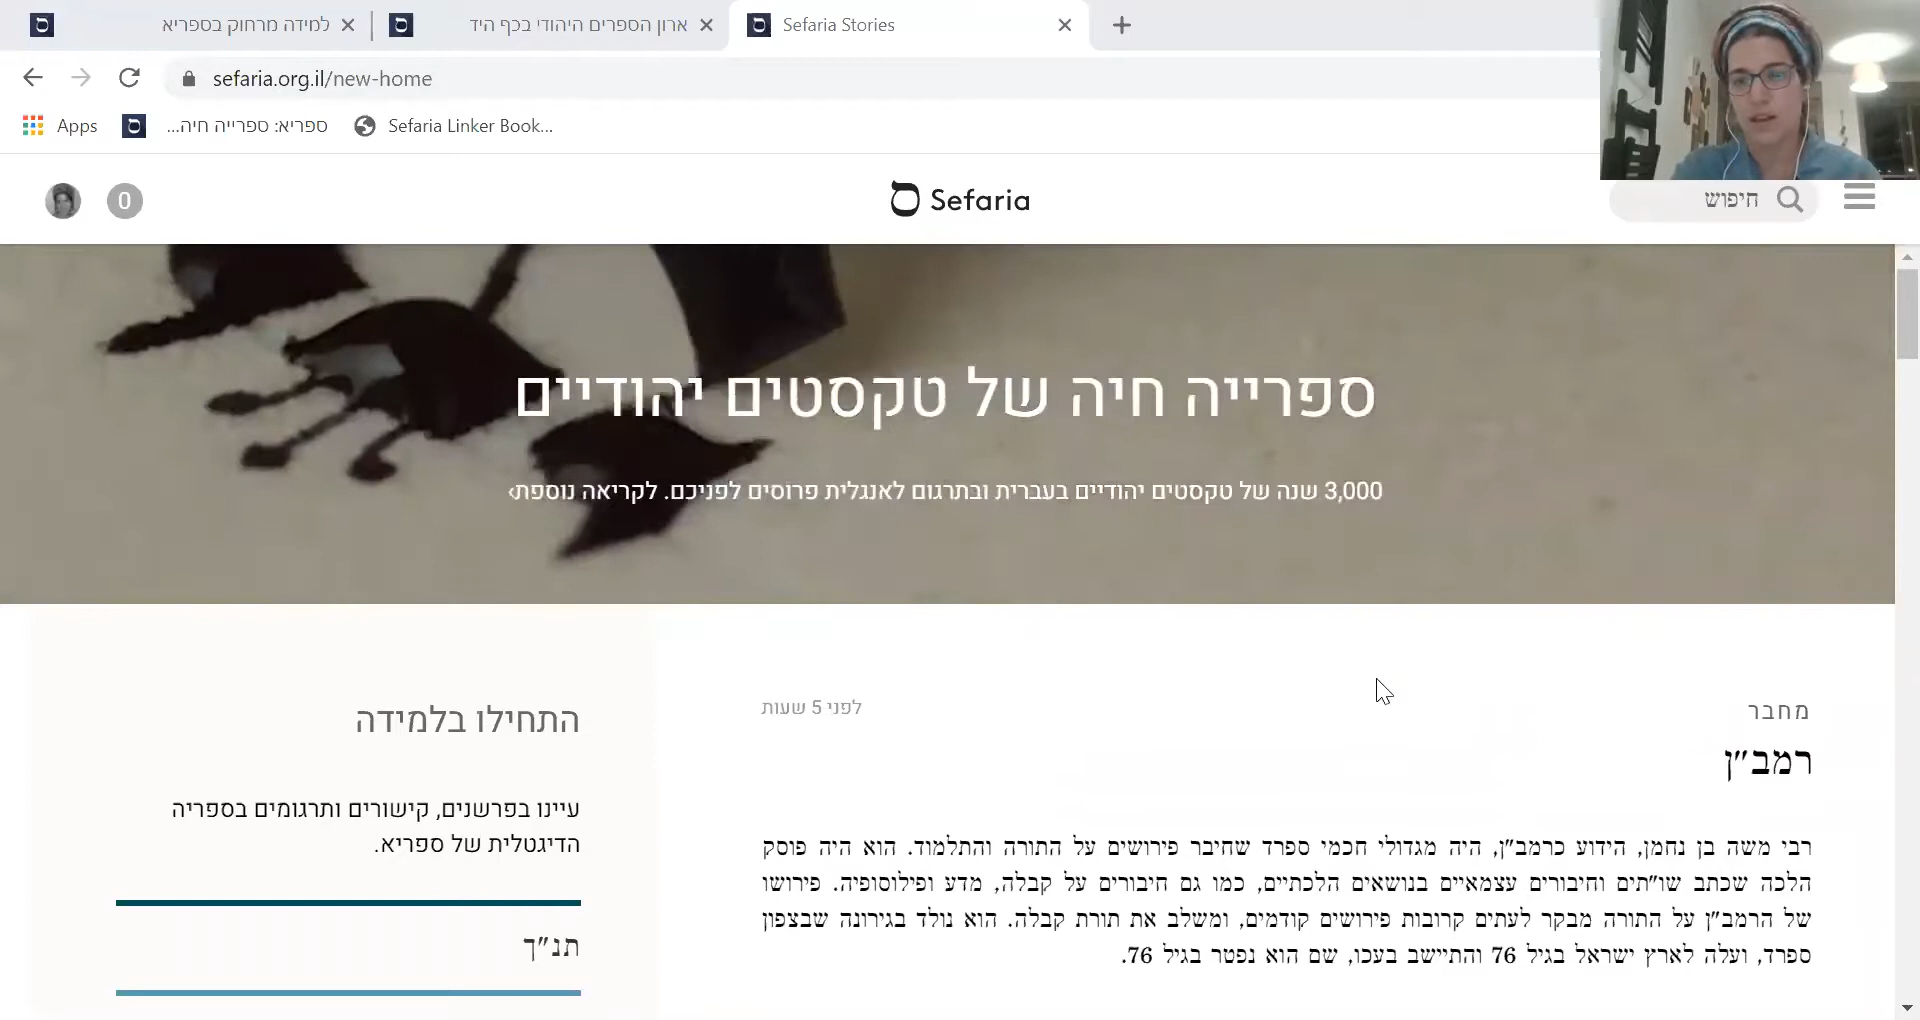 למידה מרחוק בספריא
ארון הספרים היהודי בכף היד
Sefaria Stories
sefaria.org.il/new-home
Apps
ספריא: ספרייה חיה...
Sefaria Linker Book...
0
Sefaria
חיפוש
ספרייה חיה של טקסטים יהודיים
3,000 שנה של טקסטים יהודיים בעברית ובתרגום לאנגלית פרוסים לפניכם. לקריאה נוספת›
מחבר
לפני 5 שעות
רמב״ן
רבי משה בן נחמן, הידוע כרמב"ן, היה מגדולי חכמי ספרד שחיבר פירושים על התורה והתלמוד. הוא היה פוסק
הלכה שכתב שו"תים וחיבורים עצמאיים בנושאים הלכתיים, כמו גם חיבורים על קבלה, מדע ופילוסופיה. פירושו
של הרמב"ן על התורה מבקר לעתים קרובות פירושים קודמים, ומשלב את תורת קבלה. הוא נולד בגירונה שבצפון
ספרד, ועלה לארץ ישראל בגיל 76 והתיישב בעכו, שם הוא נפטר בגיל 76.
התחילו בלמידה
עיינו בפרשנים, קישורים ותרגומים בספריה
הדיגטלית של ספריא.
תנ"ך